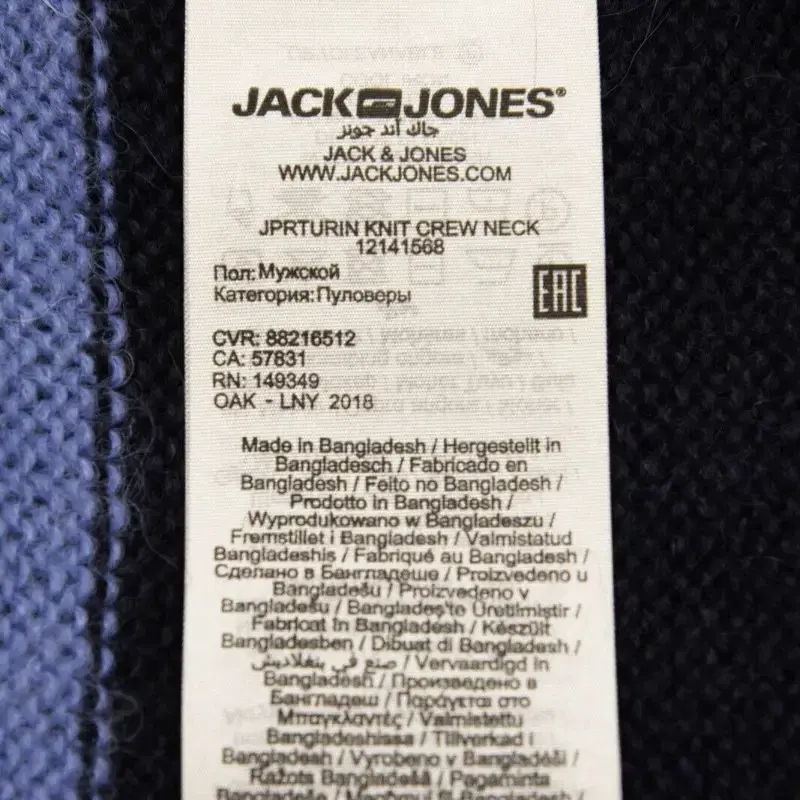 JACK JONES®
جاك آند جونز
JACK & JONES
WWW.JACKJONES.COM
JPRTURIN KNIT CREW NECK
12141568
Пол: Мужской
Категория: Пуловеры
EAC
CVR: 88216512
CA: 57831
RN: 149349
OAK - LNY 2018
Made in Bangladesh / Hergestellt in
Bangladesch / Fabricado en
Bangladesh / Feito no Bangladesh /
Prodotto in Bangladesh /
Wyprodukowano w Bangladeszu /
Fremstillet i Bangladesh / Valmistatud
Bangladeshis / Fabriqué au Bangladesh /
Сделано в Бангладеше / Proizvedeno u
Bangladešu / Proizvedeno v
Bangladešu / Bangladeş'te Üretilmiştir /
Fabricat în Bangladesh / Készült
Bangladesben / Dibuat di Bangladesh /
صنع في بنغلاديش / Vervaardigd in
Bangladesh / Произведено в
Бангладеш / Παράγεται στο
Μπαγκλαντές / Valmistettu
Bangladeshissa / Tillverkad i
Bangladesh / Vyrobeno v Bangladéši /
Ražots Bangladešā / Pagaminta